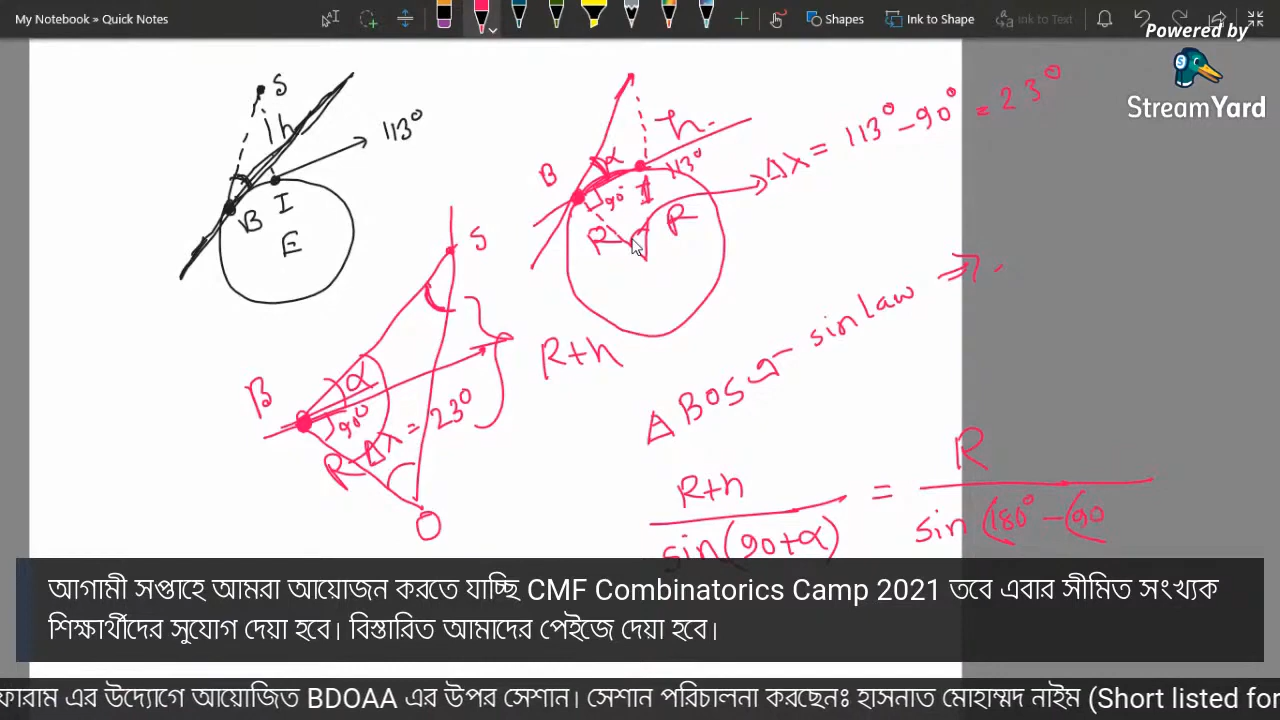 My Notebook » Quick Notes
Shapes
Ink to Shape
Ink to Text
Powered by
StreamYard
S
h
113°
B
I
E
B
α
h
113°
90°
I
R
R
Δλ = 113° - 90° = 23°
S
R+h
B
α
90°
R
Δλ = 23°
O
Δ BOS এ sin law ⇒
R+h / sin(90+α) = R / sin(180° - (90
আগামী সপ্তাহে আমরা আয়োজন করতে যাচ্ছি CMF Combinatorics Camp 2021 তবে এবার সীমিত সংখ্যক
শিক্ষার্থীদের সুযোগ দেয়া হবে। বিস্তারিত আমাদের পেইজে দেয়া হবে।
ফোরাম এর উদ্যোগে আয়োজিত BDOAA এর উপর সেশান। সেশান পরিচালনা করছেনঃ হাসনাত মোহাম্মদ নাইম (Short listed for